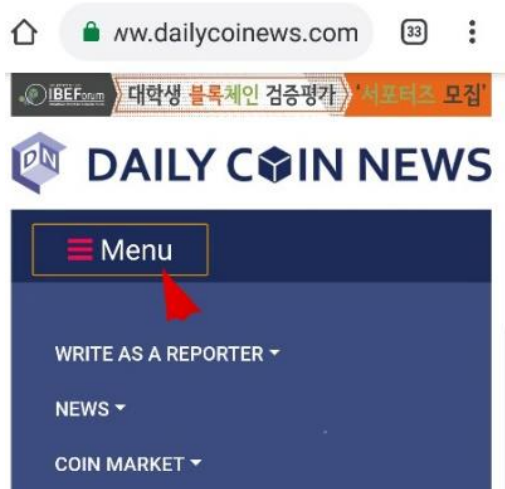 ww.dailycoinews.com 33
IBEForum 대학생 블록체인 검증평가 '서포터즈 모집'
DN DAILY COIN NEWS
Menu
WRITE AS A REPORTER
NEWS
COIN MARKET